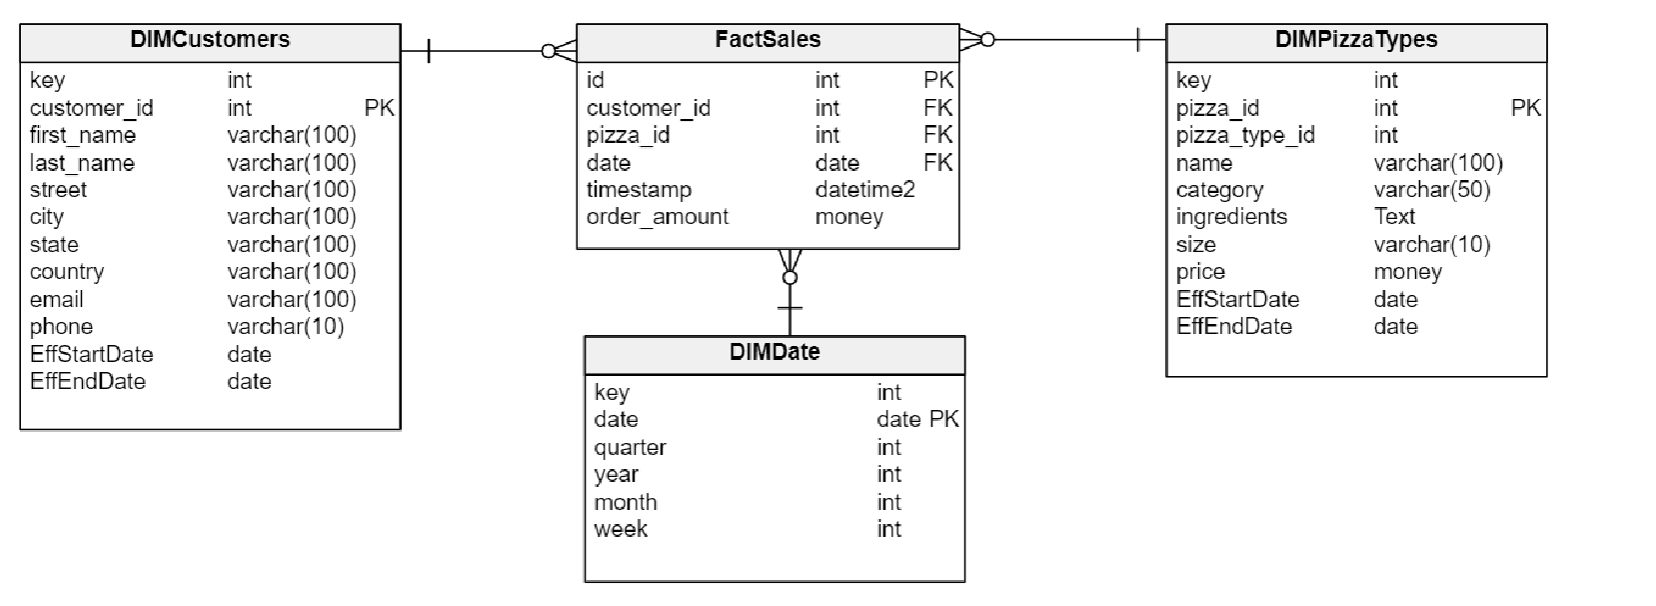 DIMCustomers
key int
customer_id int PK
first_name varchar(100)
last_name varchar(100)
street varchar(100)
city varchar(100)
state varchar(100)
country varchar(100)
email varchar(100)
phone varchar(10)
EffStartDate date
EffEndDate date
FactSales
id int PK
customer_id int FK
pizza_id int FK
date date FK
timestamp datetime2
order_amount money
DIMPizzaTypes
key int
pizza_id int PK
pizza_type_id int
name varchar(100)
category varchar(50)
ingredients Text
size varchar(10)
price money
EffStartDate date
EffEndDate date
DIMDate
key int
date date PK
quarter int
year int
month int
week int